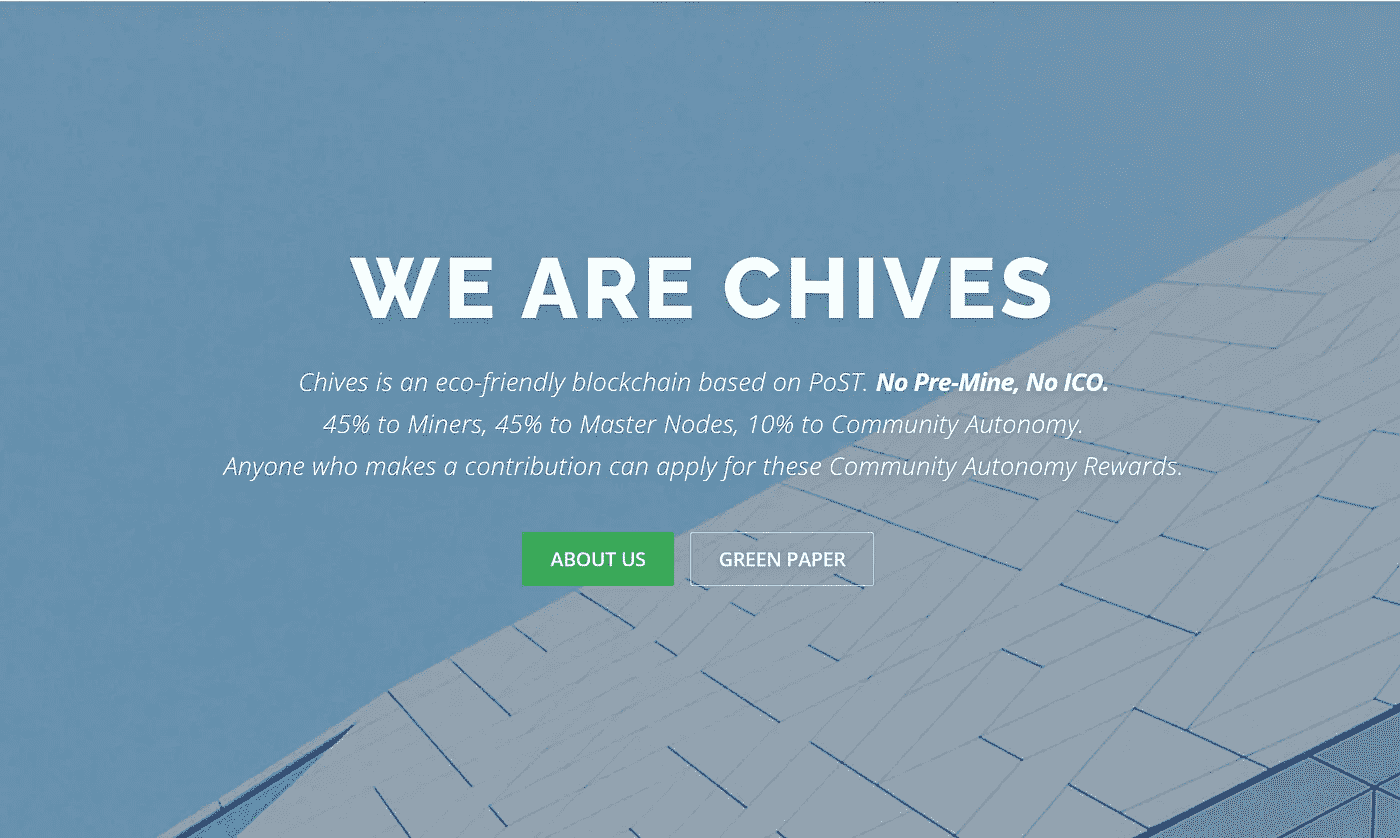 WE ARE CHIVES
Chives is an eco-friendly blockchain based on PoST. No Pre-Mine, No ICO.
45% to Miners, 45% to Master Nodes, 10% to Community Autonomy.
Anyone who makes a contribution can apply for these Community Autonomy Rewards.
ABOUT US
GREEN PAPER